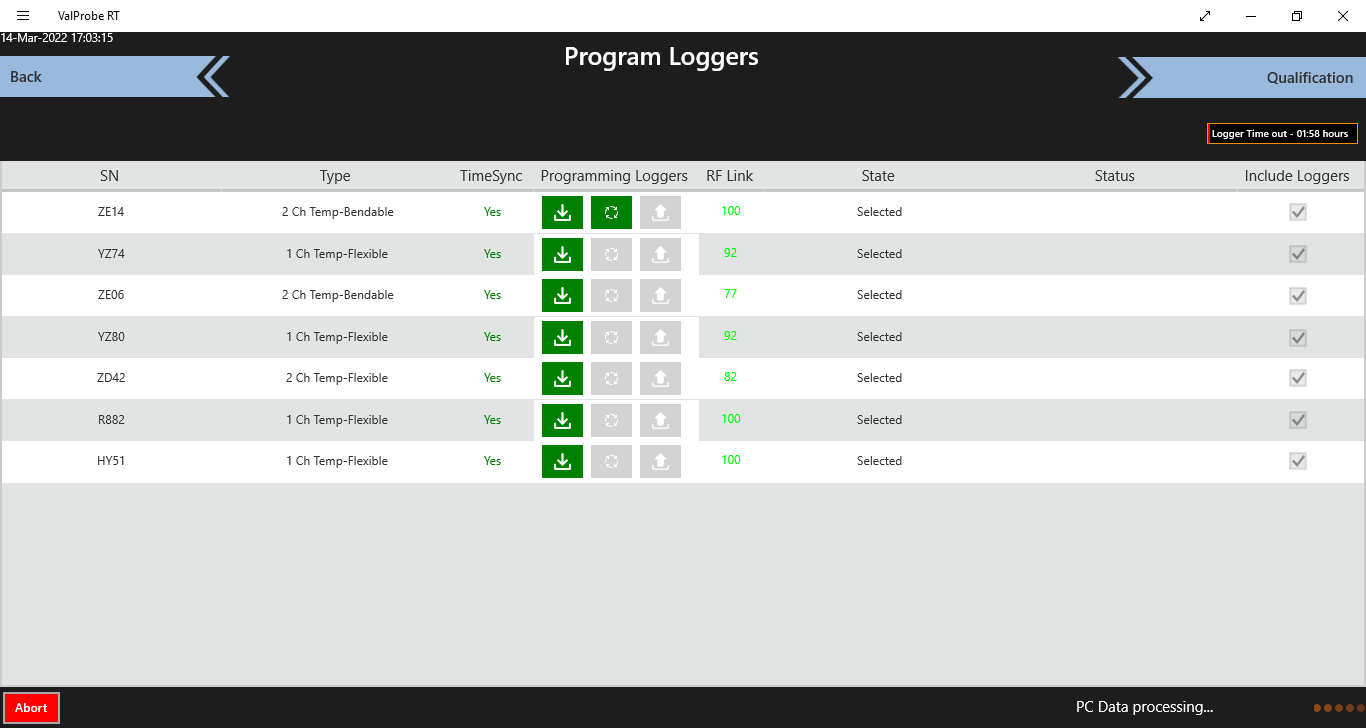 ValProbe RT
14-Mar-2022 17:03:15
Program Loggers
Back
Qualification
Logger Time out - 01:58 hours
SN Type TimeSync Programming Loggers RF Link State Status Include Loggers
ZE14 2 Ch Temp-Bendable Yes 100 Selected
YZ74 1 Ch Temp-Flexible Yes 92 Selected
ZE06 2 Ch Temp-Bendable Yes 77 Selected
YZ80 1 Ch Temp-Flexible Yes 92 Selected
ZD42 2 Ch Temp-Flexible Yes 82 Selected
R882 1 Ch Temp-Flexible Yes 100 Selected
HY51 1 Ch Temp-Flexible Yes 100 Selected
Abort PC Data processing...